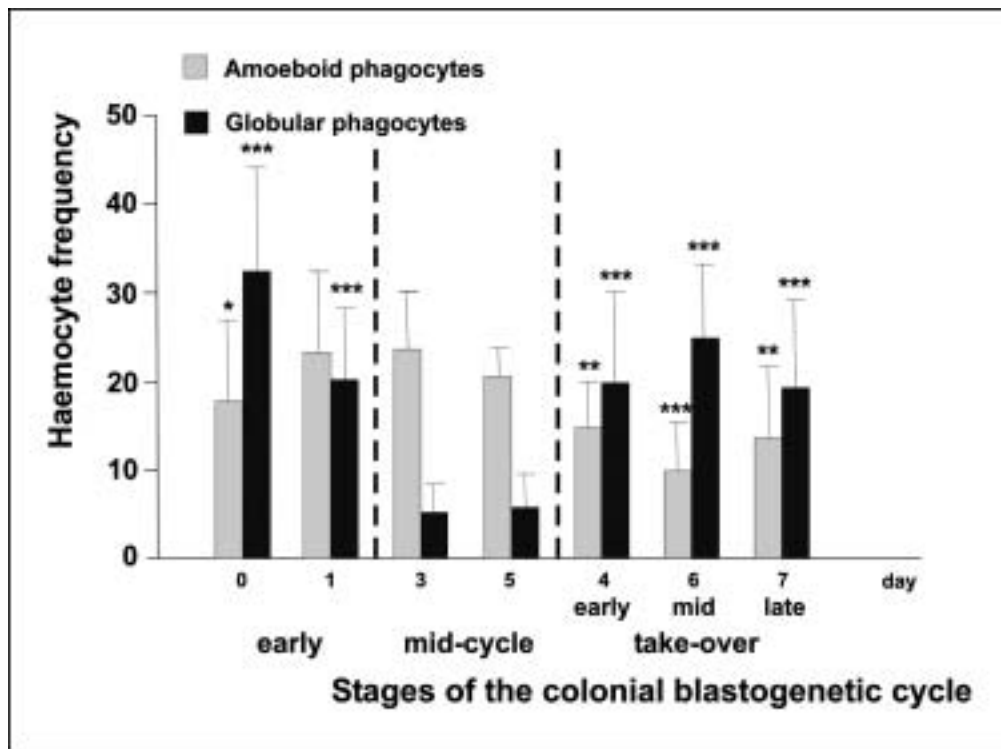 Amoeboid phagocytes
Globular phagocytes
Haemocyte frequency
50
40
30
20
10
0
*
***
***
**
***
***
***
**
***
0 1 3 5 4 6 7 day
early mid late
early mid-cycle take-over
Stages of the colonial blastogenetic cycle